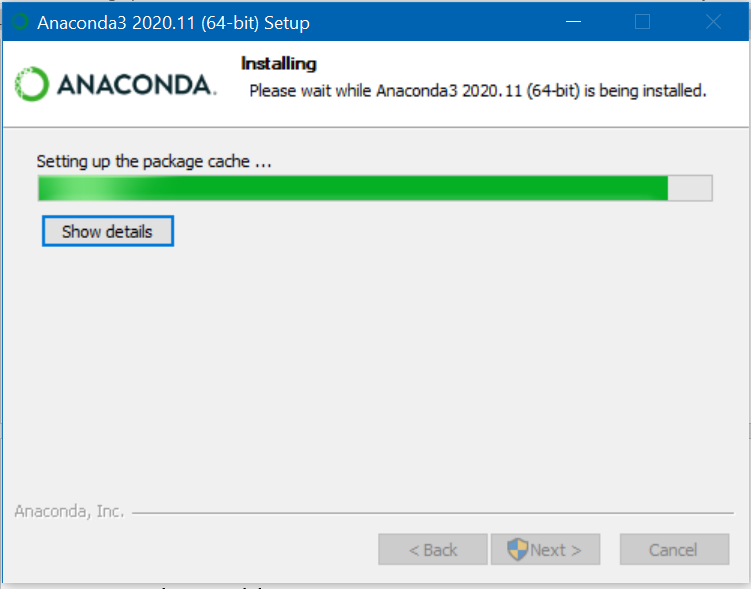 Anaconda3 2020.11 (64-bit) Setup
ANACONDA.
Installing
Please wait while Anaconda3 2020.11 (64-bit) is being installed.
Setting up the package cache ...
Show details
Anaconda, Inc.
< Back
Next >
Cancel